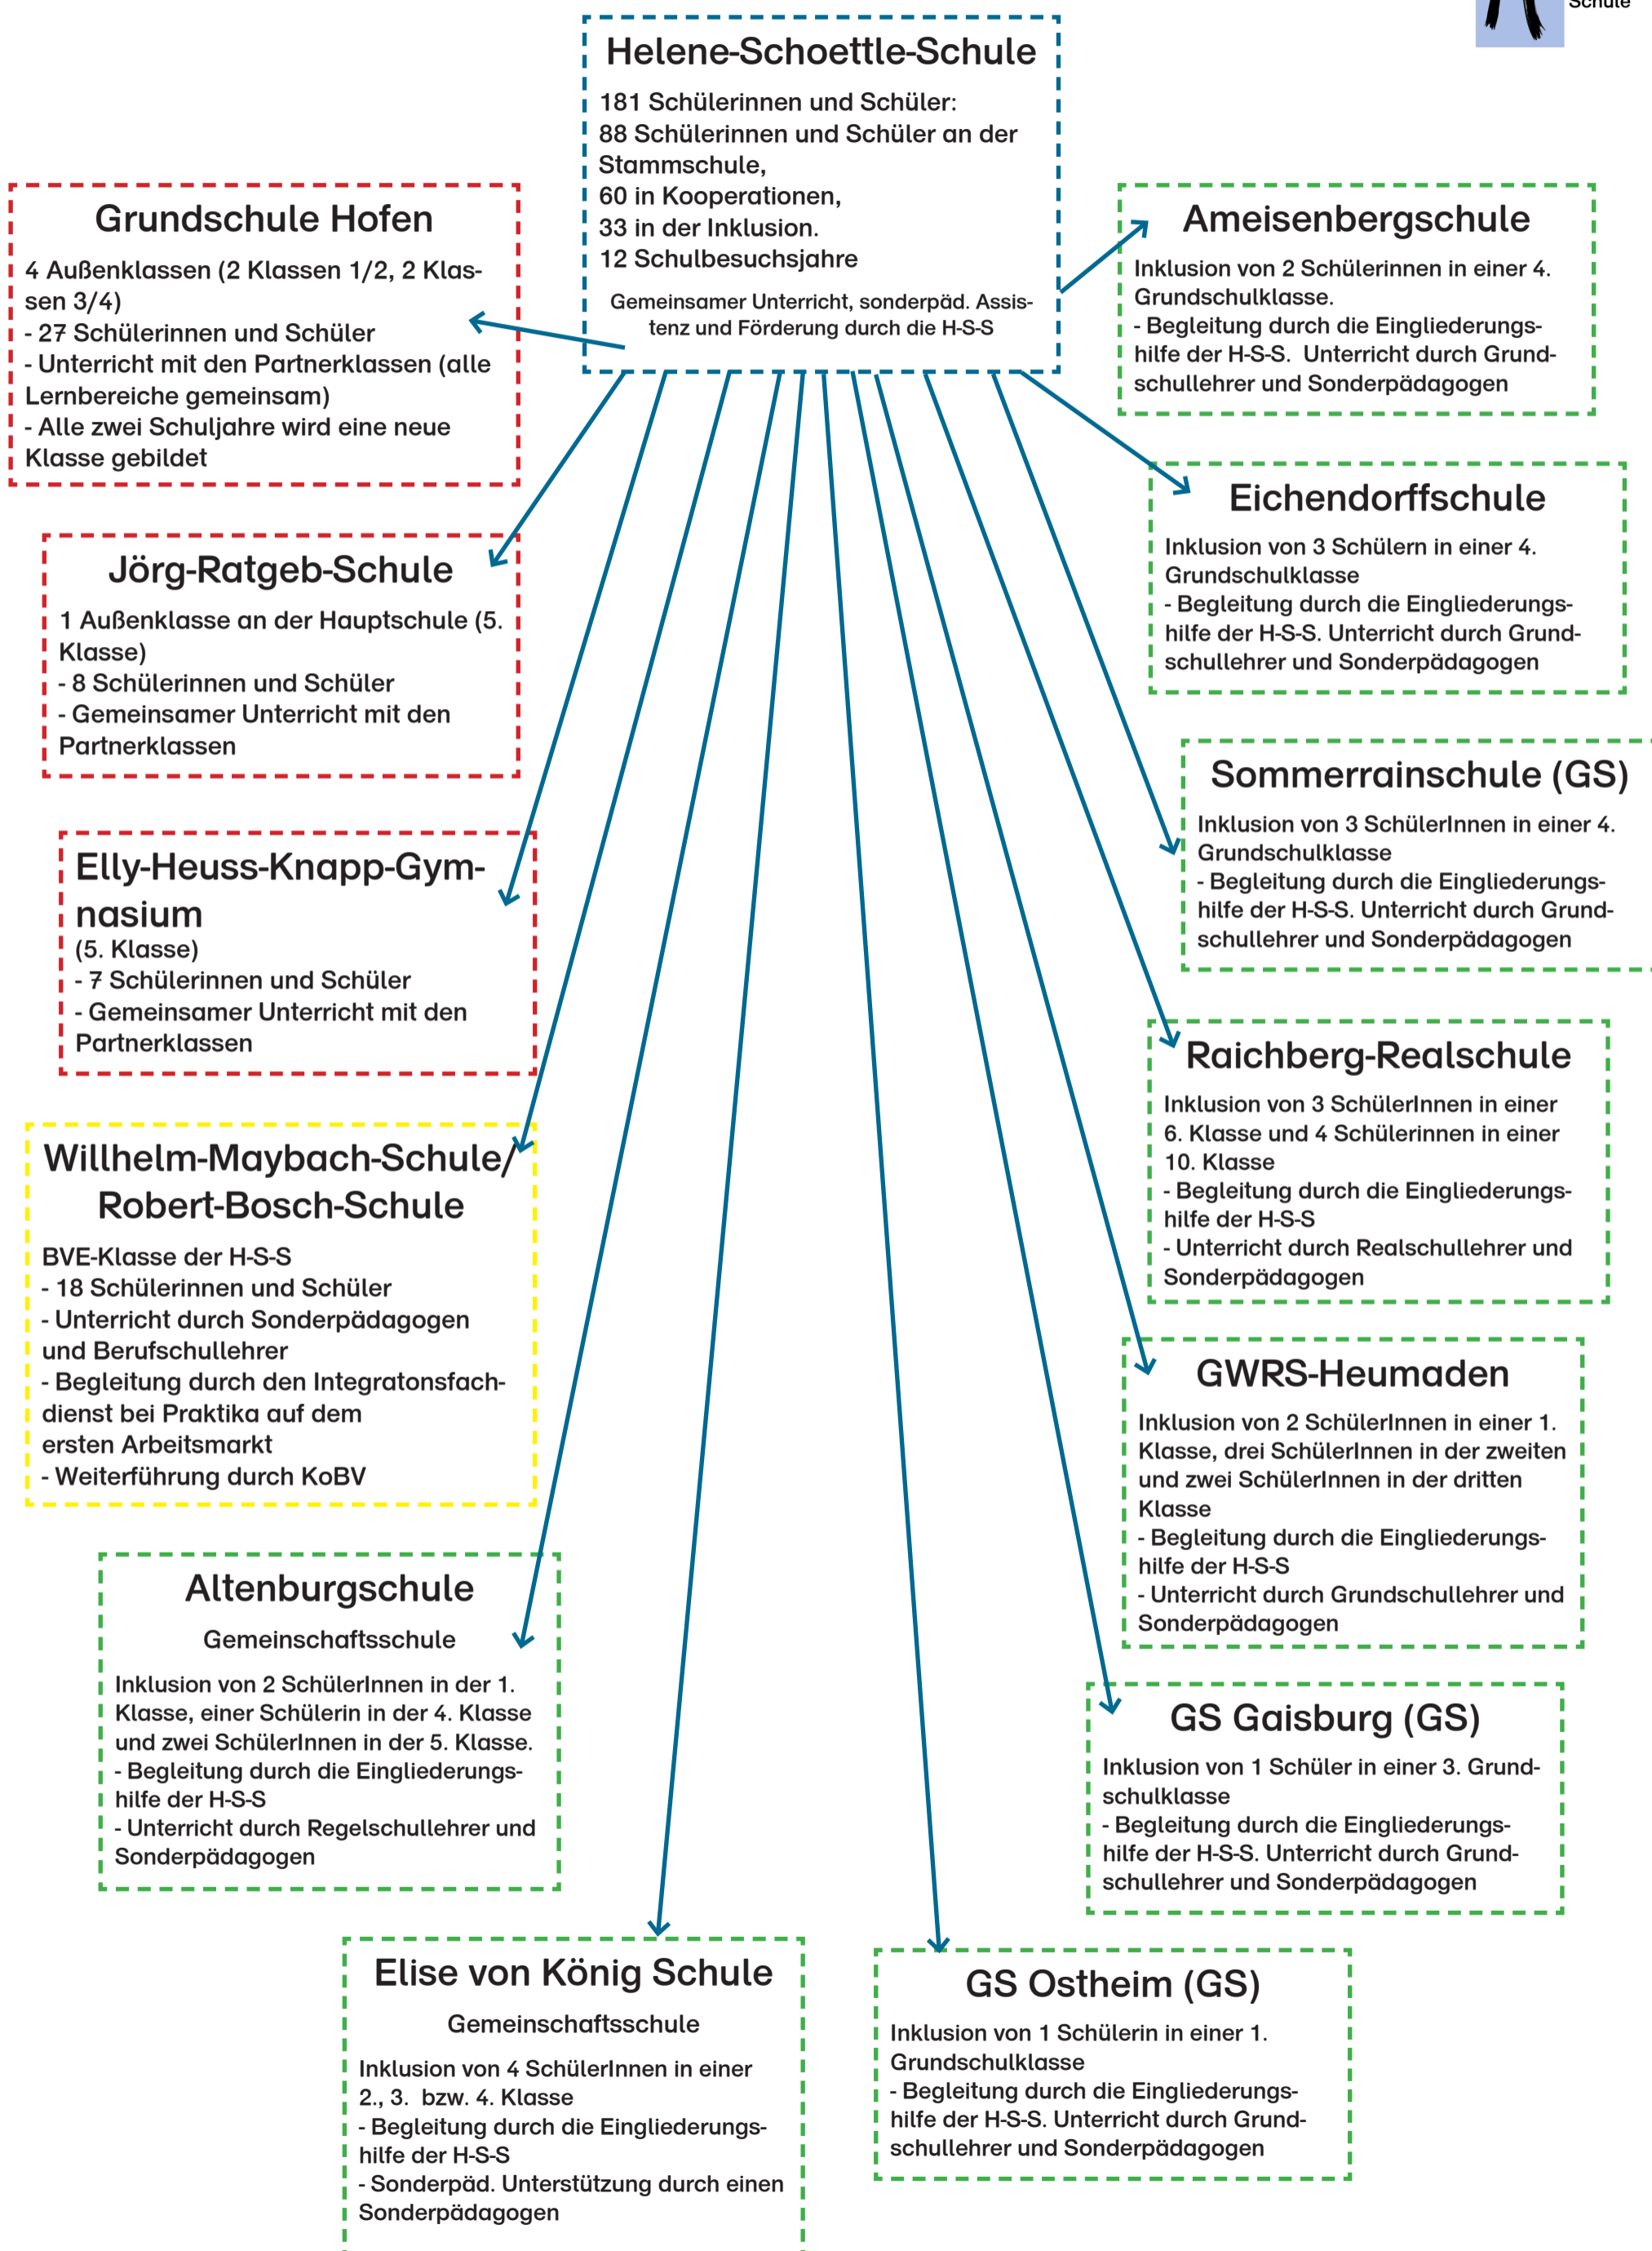 Schule
Helene-Schoettle-Schule
181 Schülerinnen und Schüler:
88 Schülerinnen und Schüler an der
Stammschule,
60 in Kooperationen,
33 in der Inklusion.
12 Schulbesuchsjahre
Gemeinsamer Unterricht, sonderpäd. Assis-
tenz und Förderung durch die H-S-S
Grundschule Hofen
4 Außenklassen (2 Klassen 1/2, 2 Klas-
sen 3/4)
- 27 Schülerinnen und Schüler
- Unterricht mit den Partnerklassen (alle
Lernbereiche gemeinsam)
- Alle zwei Schuljahre wird eine neue
Klasse gebildet
Jörg-Ratgeb-Schule
1 Außenklasse an der Hauptschule (5.
Klasse)
- 8 Schülerinnen und Schüler
- Gemeinsamer Unterricht mit den
Partnerklassen
Elly-Heuss-Knapp-Gym-
nasium
(5. Klasse)
- 7 Schülerinnen und Schüler
- Gemeinsamer Unterricht mit den
Partnerklassen
Willhelm-Maybach-Schule/
Robert-Bosch-Schule
BVE-Klasse der H-S-S
- 18 Schülerinnen und Schüler
- Unterricht durch Sonderpädagogen
und Berufschullehrer
- Begleitung durch den Integratonsfach-
dienst bei Praktika auf dem
ersten Arbeitsmarkt
- Weiterführung durch KoBV
Altenburgschule
Gemeinschaftsschule
Inklusion von 2 SchülerInnen in der 1.
Klasse, einer Schülerin in der 4. Klasse
und zwei SchülerInnen in der 5. Klasse.
- Begleitung durch die Eingliederungs-
hilfe der H-S-S
- Unterricht durch Regelschullehrer und
Sonderpädagogen
Elise von König Schule
Gemeinschaftsschule
Inklusion von 4 SchülerInnen in einer
2., 3. bzw. 4. Klasse
- Begleitung durch die Eingliederungs-
hilfe der H-S-S
- Sonderpäd. Unterstützung durch einen
Sonderpädagogen
Ameisenbergschule
Inklusion von 2 Schülerinnen in einer 4.
Grundschulklasse.
- Begleitung durch die Eingliederungs-
hilfe der H-S-S. Unterricht durch Grund-
schullehrer und Sonderpädagogen
Eichendorffschule
Inklusion von 3 Schülern in einer 4.
Grundschulklasse
- Begleitung durch die Eingliederungs-
hilfe der H-S-S. Unterricht durch Grund-
schullehrer und Sonderpädagogen
Sommerrainschule (GS)
Inklusion von 3 SchülerInnen in einer 4.
Grundschulklasse
- Begleitung durch die Eingliederungs-
hilfe der H-S-S. Unterricht durch Grund-
schullehrer und Sonderpädagogen
Raichberg-Realschule
Inklusion von 3 SchülerInnen in einer
6. Klasse und 4 Schülerinnen in einer
10. Klasse
- Begleitung durch die Eingliederungs-
hilfe der H-S-S
- Unterricht durch Realschullehrer und
Sonderpädagogen
GWRS-Heumaden
Inklusion von 2 SchülerInnen in einer 1.
Klasse, drei SchülerInnen in der zweiten
und zwei SchülerInnen in der dritten
Klasse
- Begleitung durch die Eingliederungs-
hilfe der H-S-S
- Unterricht durch Grundschullehrer und
Sonderpädagogen
GS Gaisburg (GS)
Inklusion von 1 Schüler in einer 3. Grund-
schulklasse
- Begleitung durch die Eingliederungs-
hilfe der H-S-S. Unterricht durch Grund-
schullehrer und Sonderpädagogen
GS Ostheim (GS)
Inklusion von 1 Schülerin in einer 1.
Grundschulklasse
- Begleitung durch die Eingliederungs-
hilfe der H-S-S. Unterricht durch Grund-
schullehrer und Sonderpädagogen